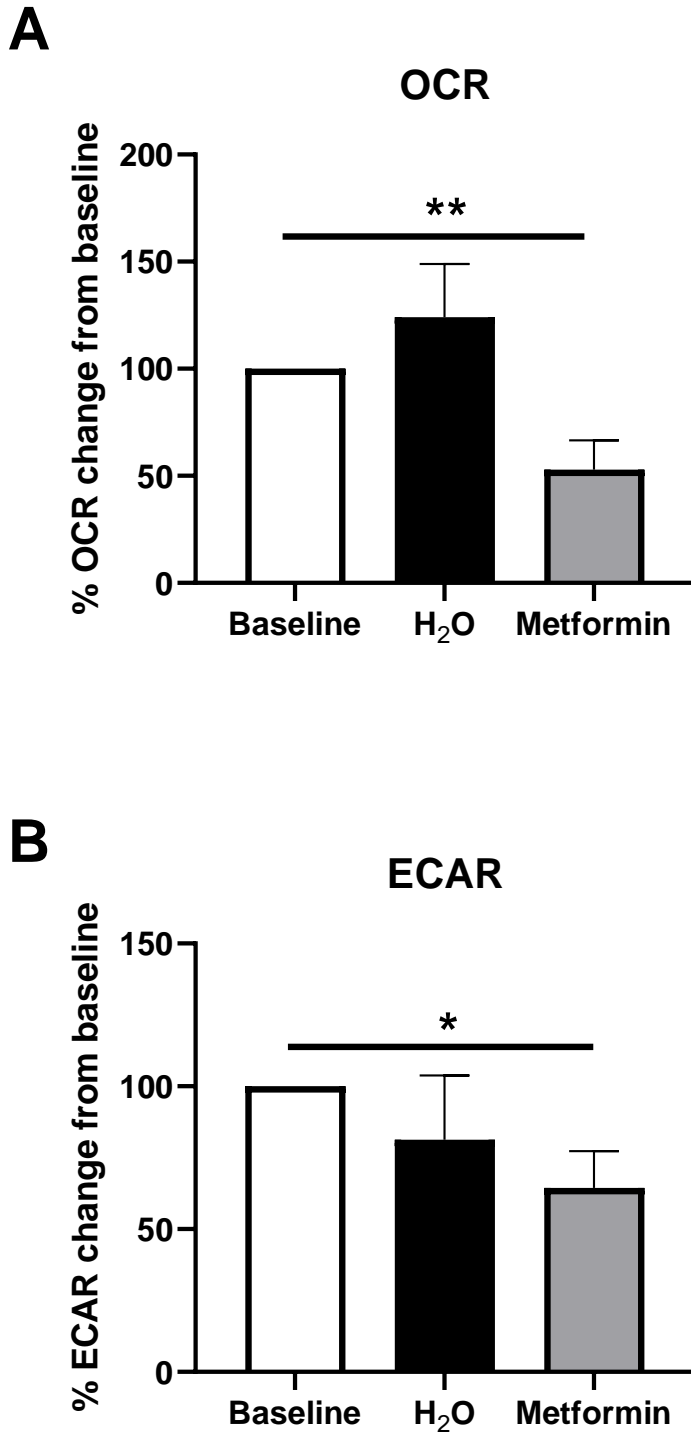 A
OCR
% OCR change from baseline
200
150
100
50
0
**
Baseline H₂O Metformin
B
ECAR
% ECAR change from baseline
150
100
50
0
*
Baseline H₂O Metformin